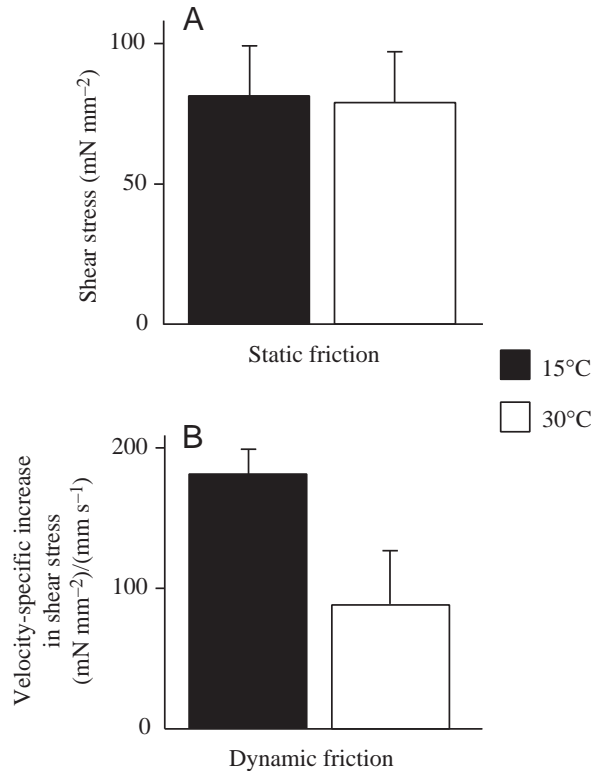 A
100
50
0
Shear stress (mN mm⁻²)
Static friction
15°C
30°C
B
200
100
0
Velocity-specific increase
in shear stress
(mN mm⁻²)/(mm s⁻¹)
Dynamic friction